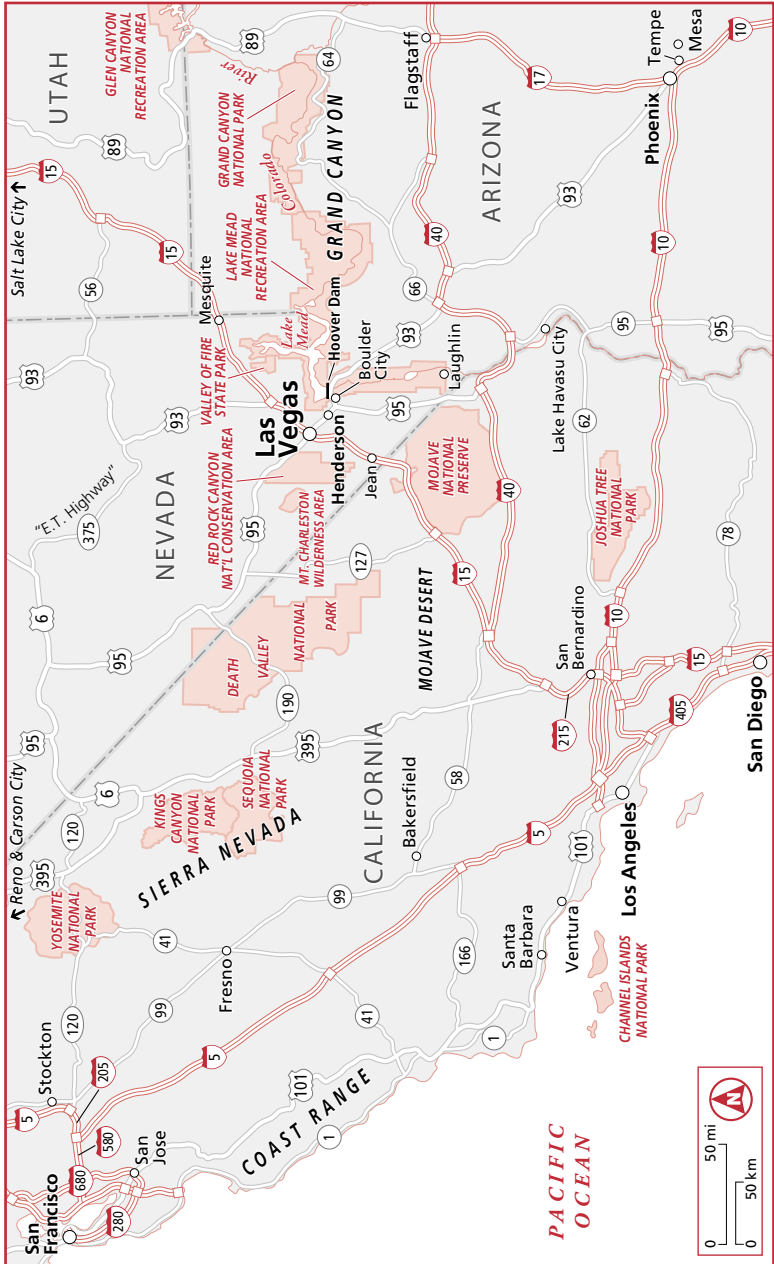 UTAH
GLEN CANYON
NATIONAL
RECREATION AREA
Salt Lake City
15
89
89
River
64
GRAND CANYON
NATIONAL PARK
Colorado
GRAND CANYON
LAKE MEAD
NATIONAL
RECREATION AREA
Flagstaff
17
10
Tempe
Mesa
Phoenix
ARIZONA
93
10
40
66
93
15
56
Mesquite
Lake
Mead
Hoover Dam
Boulder
City
Laughlin
VALLEY OF FIRE
STATE PARK
93
93
Las
Vegas
Henderson
Jean
95
Lake Havasu City
95
95
62
"E.T. Highway"
375
NEVADA
RED ROCK CANYON
NAT'L CONSERVATION AREA
95
MT. CHARLESTON
WILDERNESS AREA
127
MOJAVE
NATIONAL
PRESERVE
40
15
JOSHUA TREE
NATIONAL
PARK
78
6
95
DEATH
VALLEY
NATIONAL
PARK
190
MOJAVE DESERT
San
Bernardino
10
15
215
405
San Diego
95
Reno & Carson City
6
395
120
395
KINGS
CANYON
NATIONAL
PARK
SEQUOIA
NATIONAL
PARK
SIERRA NEVADA
CALIFORNIA
Bakersfield
58
5
101
Los Angeles
YOSEMITE
NATIONAL
PARK
41
99
99
120
Fresno
166
Santa
Barbara
Ventura
CHANNEL ISLANDS
NATIONAL PARK
Stockton
5
205
580
680
280
San
Francisco
San
Jose
5
41
101
1
1
COAST RANGE
PACIFIC
OCEAN
N
0
50 mi
0
50 km